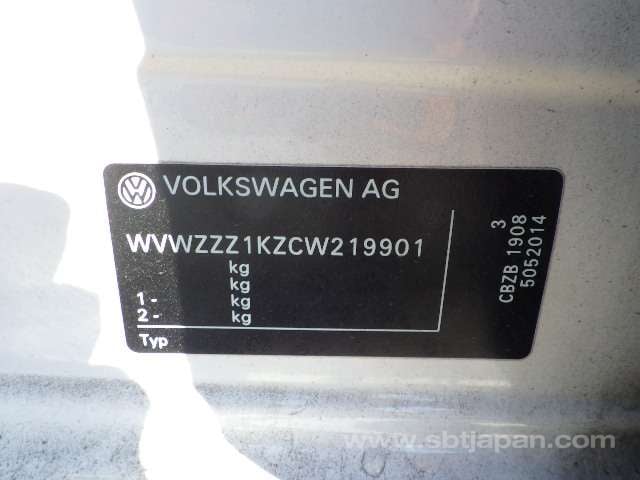 VOLKSWAGEN AG
WVWZZZ1KZCW219901
kg
kg
1 - kg
2 - kg
Typ
3
CBZB 1908
5052014
www.sbtjapan.com